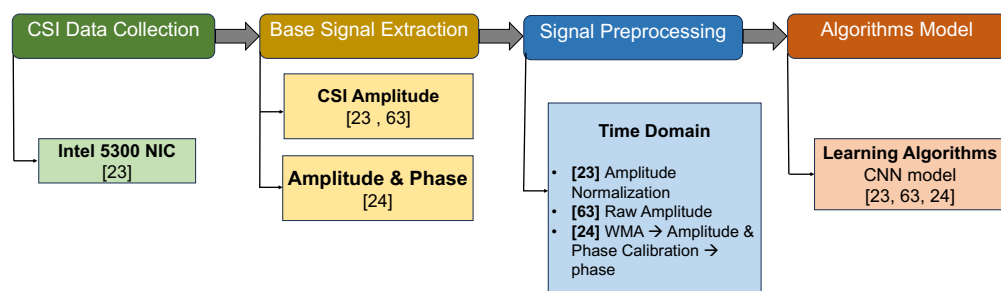 CSI Data Collection
Base Signal Extraction
Signal Preprocessing
Algorithms Model
Intel 5300 NIC
[23]
CSI Amplitude
[23 , 63]
Amplitude & Phase
[24]
Time Domain
• [23] Amplitude
Normalization
• [63] Raw Amplitude
• [24] WMA → Amplitude &
Phase Calibration →
phase
Learning Algorithms
CNN model
[23, 63, 24]